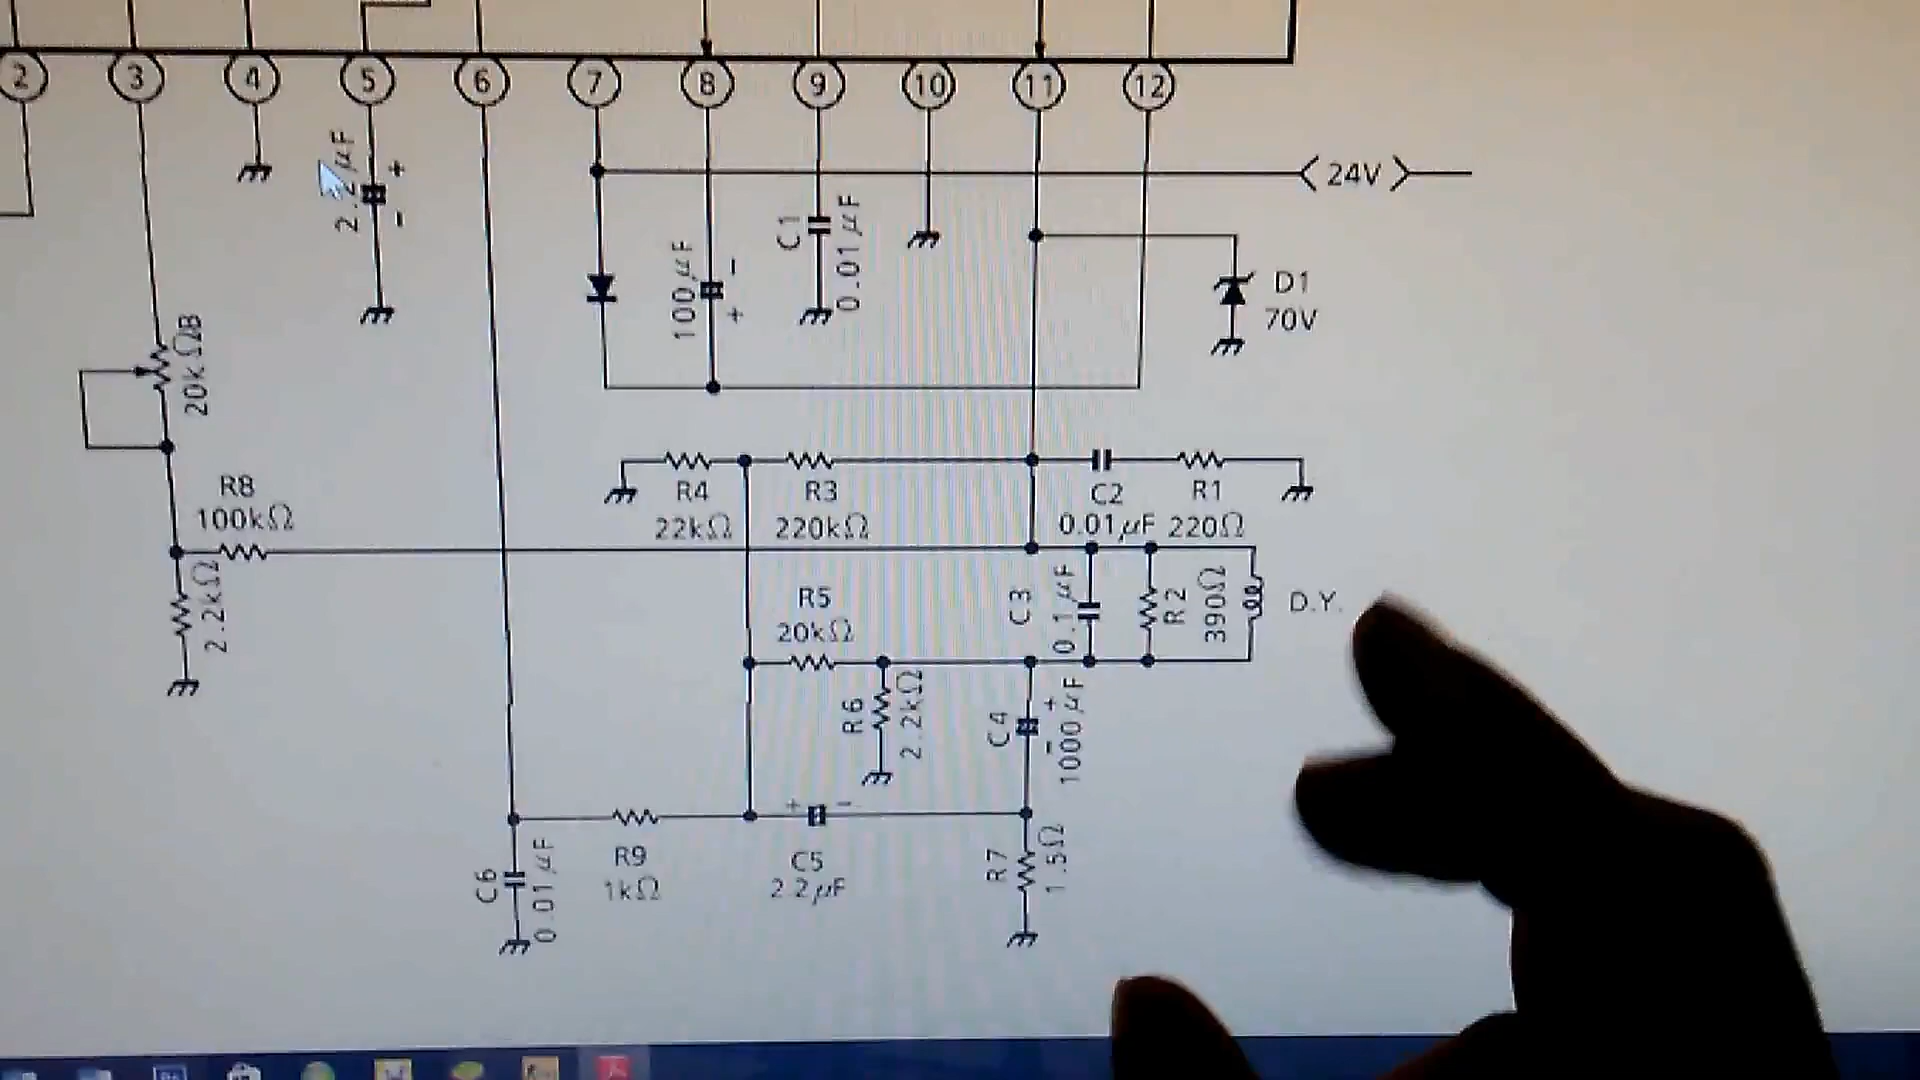 2 3 4 5 6 7 8 9 10 11 12
2.2μF
+
-
24V
C1
0.01μF
100μF
-
+
D1
70V
20kΩB
R8
100kΩ
2.2kΩ
R4
22kΩ
R3
220kΩ
C2
0.01μF
R1
220Ω
R5
20kΩ
C3
0.1μF
R2
390Ω
D.Y.
R6
2.2kΩ
C4
+
-
1000μF
+
-
C6
0.01μF
R9
1kΩ
C5
2.2μF
R7
1.5Ω